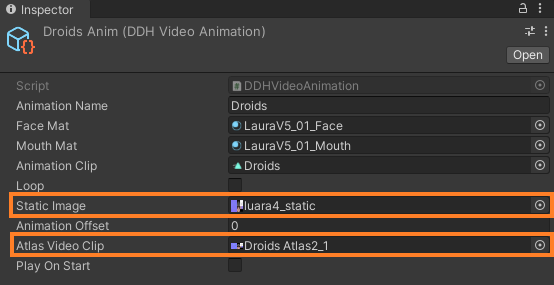 Inspector
Droids Anim (DDH Video Animation)
Open
Script DDHVideoAnimation
Animation Name Droids
Face Mat LauraV5_01_Face
Mouth Mat LauraV5_01_Mouth
Animation Clip Droids
Loop
Static Image luara4_static
Animation Offset 0
Atlas Video Clip Droids Atlas2_1
Play On Start